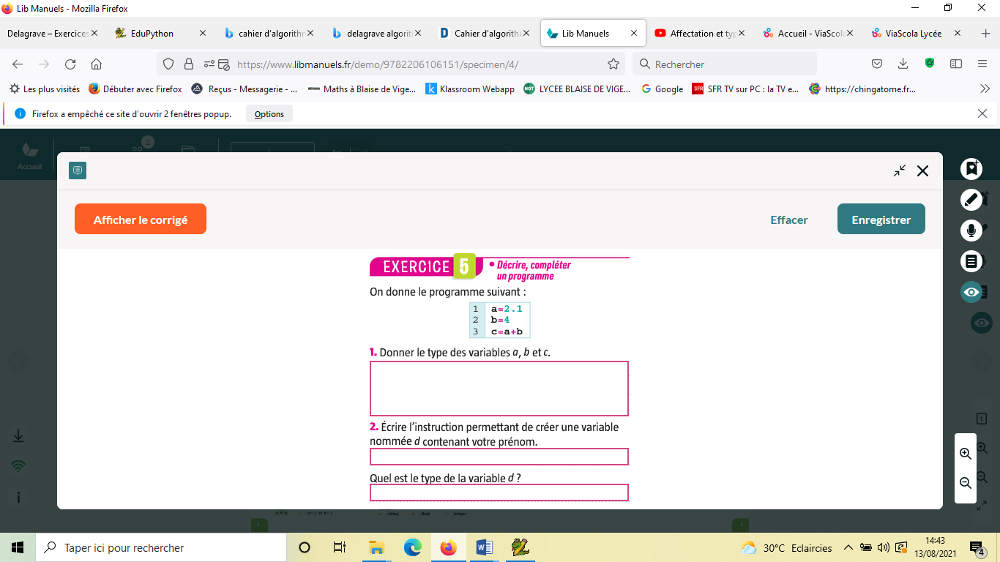 Lib Manuels - Mozilla Firefox
Delagrave – Exercices
EduPython
cahier d'algorithm
delagrave algorit
Cahier d'algorith
Lib Manuels
Affectation et typ
Accueil - ViaScola
ViaScola Lycée
https://www.libmanuels.fr/demo/9782206106151/specimen/4/
Rechercher
Les plus visités
Débuter avec Firefox
Reçus - Messagerie - ...
Maths à Blaise de Vige...
Klassroom Webapp
LYCEE BLAISE DE VIGE...
Google
SFR TV sur PC : la TV e...
https://chingatome.fr...
Firefox a empêché ce site d'ouvrir 2 fenêtres popup.
Options
2
Accueil
Afficher le corrigé
Effacer
Enregistrer
EXERCICE 5
• Décrire, compléter
un programme
On donne le programme suivant :
1 a=2.1
2 b=4
3 c=a+b
1. Donner le type des variables a, b et c.
2. Écrire l'instruction permettant de créer une variable
nommée d contenant votre prénom.
Quel est le type de la variable d ?
Taper ici pour rechercher
30°C Eclaircies
14:43
13/08/2021
4